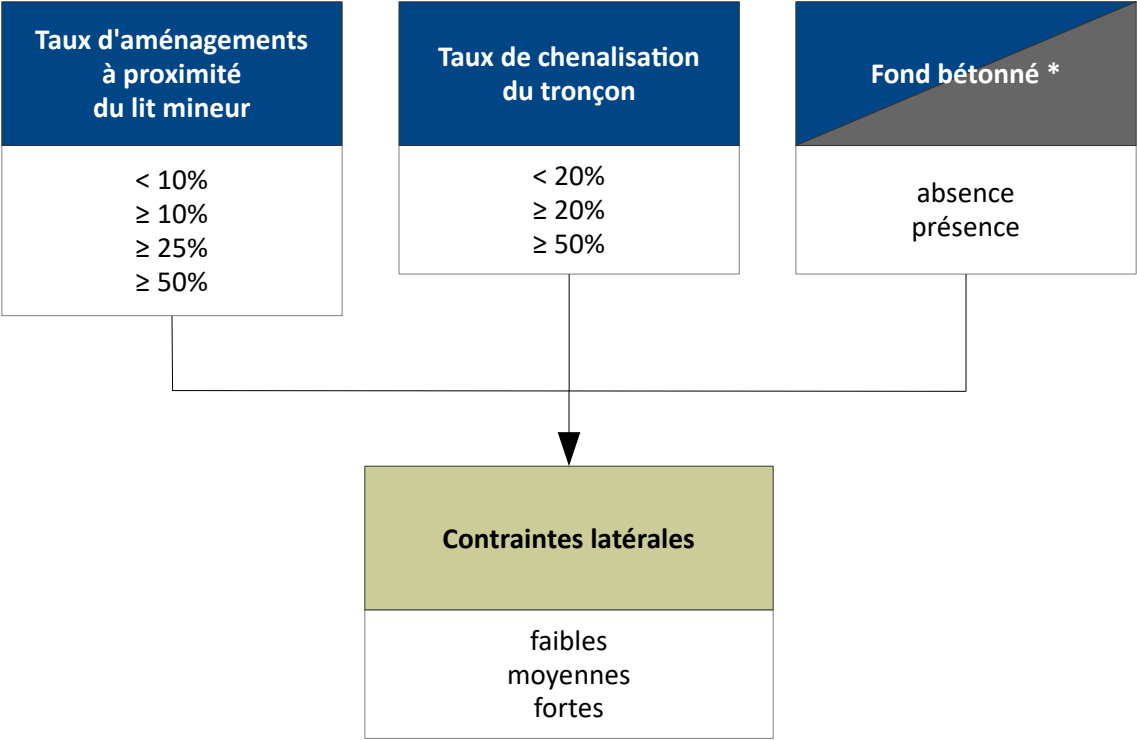 Taux d'aménagements
à proximité
du lit mineur
< 10%
≥ 10%
≥ 25%
≥ 50%
Taux de chenalisation
du tronçon
< 20%
≥ 20%
≥ 50%
Fond bétonné *
absence
présence
Contraintes latérales
faibles
moyennes
fortes